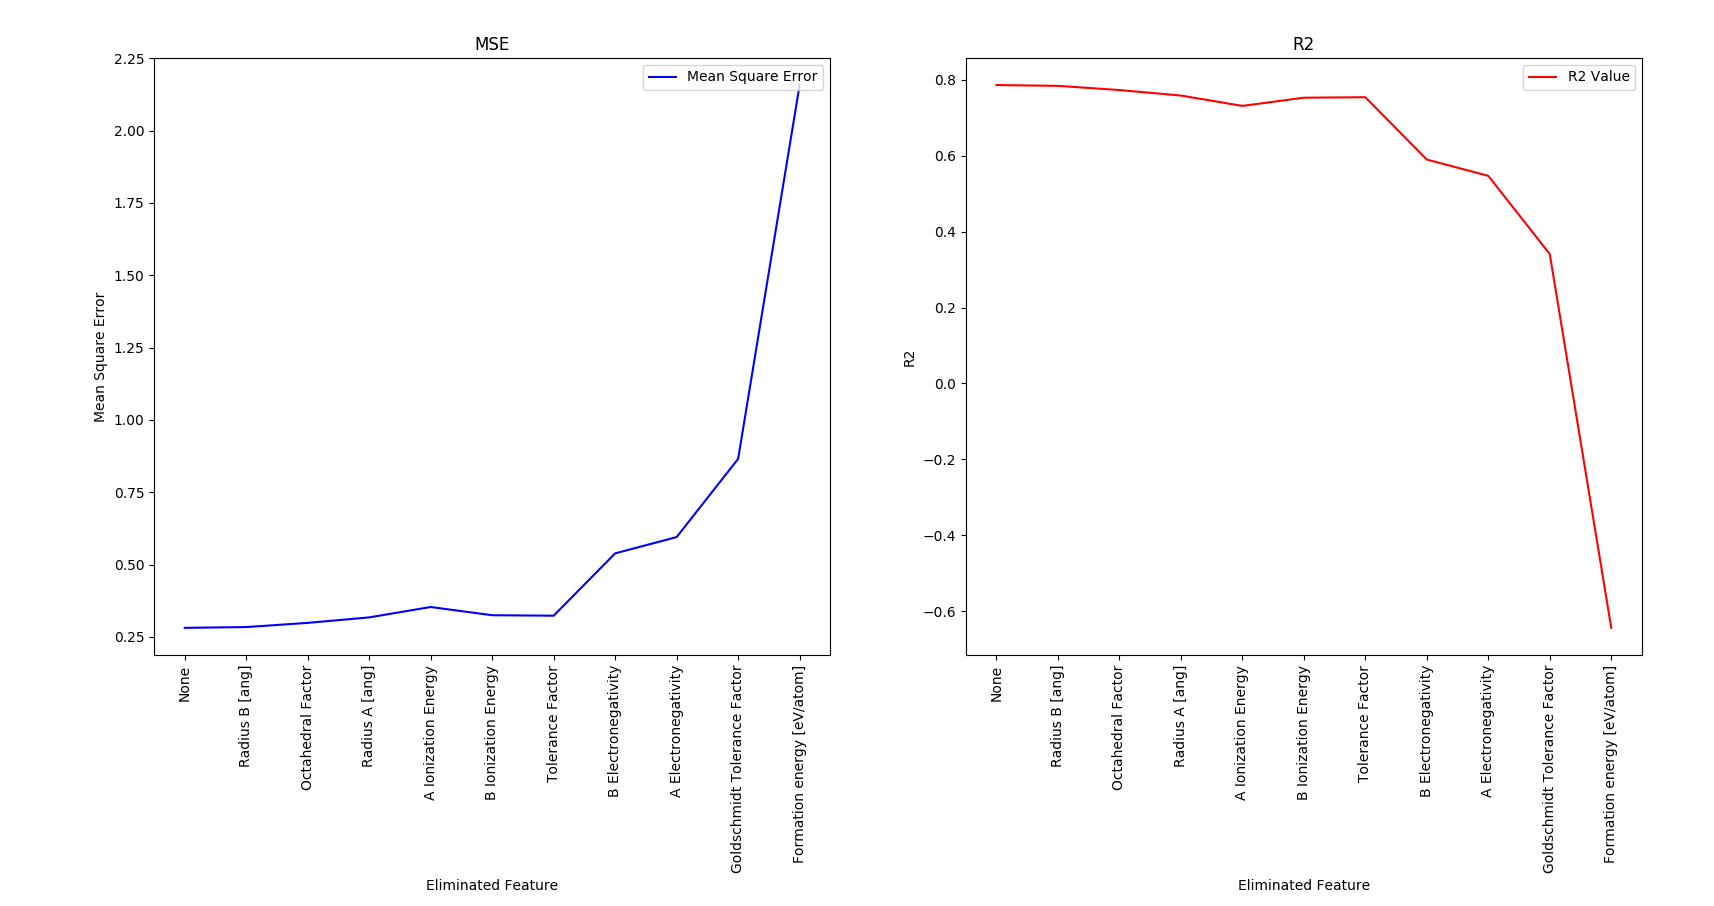 MSE
Mean Square Error
2.25
2.00
1.75
1.50
1.25
1.00
0.75
0.50
0.25
Mean Square Error
None
Radius B [ang]
Octahedral Factor
Radius A [ang]
A Ionization Energy
B Ionization Energy
Tolerance Factor
B Electronegativity
A Electronegativity
Goldschmidt Tolerance Factor
Formation energy [eV/atom]
Eliminated Feature
R2
R2 Value
0.8
0.6
0.4
0.2
0.0
−0.2
−0.4
−0.6
R2
None
Radius B [ang]
Octahedral Factor
Radius A [ang]
A Ionization Energy
B Ionization Energy
Tolerance Factor
B Electronegativity
A Electronegativity
Goldschmidt Tolerance Factor
Formation energy [eV/atom]
Eliminated Feature